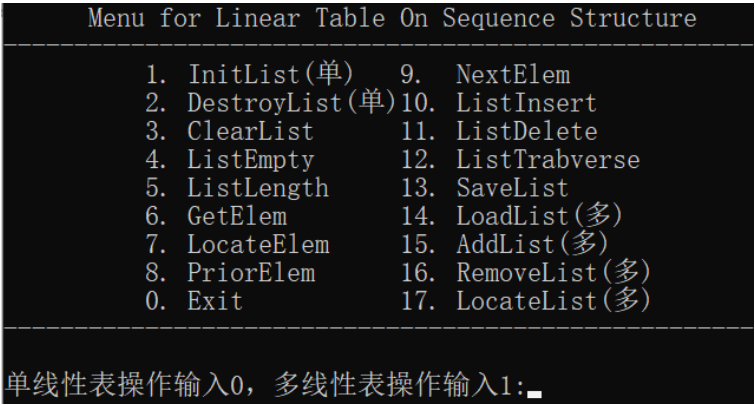 Menu for Linear Table On Sequence Structure
1. InitList(单) 9. NextElem
2. DestroyList(单)10. ListInsert
3. ClearList 11. ListDelete
4. ListEmpty 12. ListTrabverse
5. ListLength 13. SaveList
6. GetElem 14. LoadList(多)
7. LocateElem 15. AddList(多)
8. PriorElem 16. RemoveList(多)
0. Exit 17. LocateList(多)
单线性表操作输入0，多线性表操作输入1: